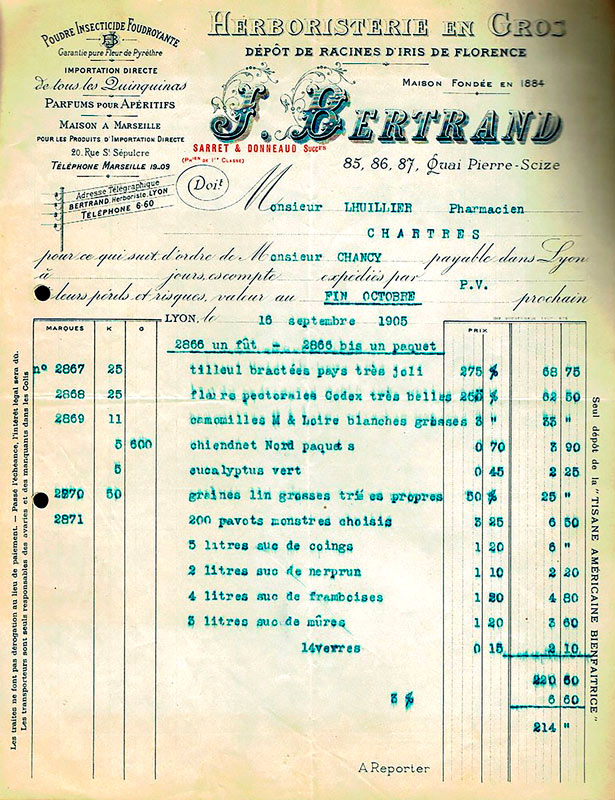 Poudre Insecticide Foudroyante
Garantie pure Fleur de Pyrèthre
IMPORTATION DIRECTE
de tous les Quinquinas
PARFUMS POUR APÉRITIFS
MAISON A MARSEILLE
POUR LES PRODUITS D'IMPORTATION DIRECTE
20, Rue St Sépulcre
TÉLÉPHONE MARSEILLE 19-09
Adresse Télégraphique
BERTRAND, Herboriste, LYON
TÉLÉPHONE 6-60
HERBORISTERIE EN GROS
DÉPÔT DE RACINES D'IRIS DE FLORENCE
MAISON FONDÉE EN 1884
J. BERTRAND
SARRET & DONNEAUD Succrs
(Phien de 1re Classe)
85, 86, 87, Quai Pierre-Scize
Doit
Monsieur LHUILLIER Pharmacien
CHARTRES
pour ce qui suit d'ordre de Monsieur CHANCY payable dans Lyon
à jours, escompte expédiés par P.V.
à leurs périls et risques, valeur au FIN OCTOBRE prochain
LYON, le 16 septembre 1905
MARQUES K G PRIX
2866 un fût - 2866 bis un paquet
n° 2867 25 tilleul bractées pays très joli 275 % 68 75
2868 25 fleurs pectorales Codex très belles 250 % 62 50
2869 11 camomilles M & Loire blanches grosses 3 " 33 "
5 600 chiendnet Nord paquets 0 70 3 90
5 eucalyptus vert 0 45 2 25
2870 50 graines lin grosses triées propres 50 % 25 "
2871 200 pavots monstres choisis 3 25 6 50
5 litres suc de coings 1 20 6 "
2 litres suc de nerprun 1 10 2 20
4 litres suc de framboises 1 20 4 80
3 litres suc de mûres 1 20 3 60
14verres 0 15 2 10
220 60
3 % 6 60
214 "
A Reporter
Les traites ne font pas dérogation au lieu de paiement. — Passé l'échéance, l'intérêt légal sera dû.
Les transporteurs sont seuls responsables des avaries et des manquants dans les Colis
Seul dépôt de la "TISANE AMÉRICAINE BIENFAITRICE"